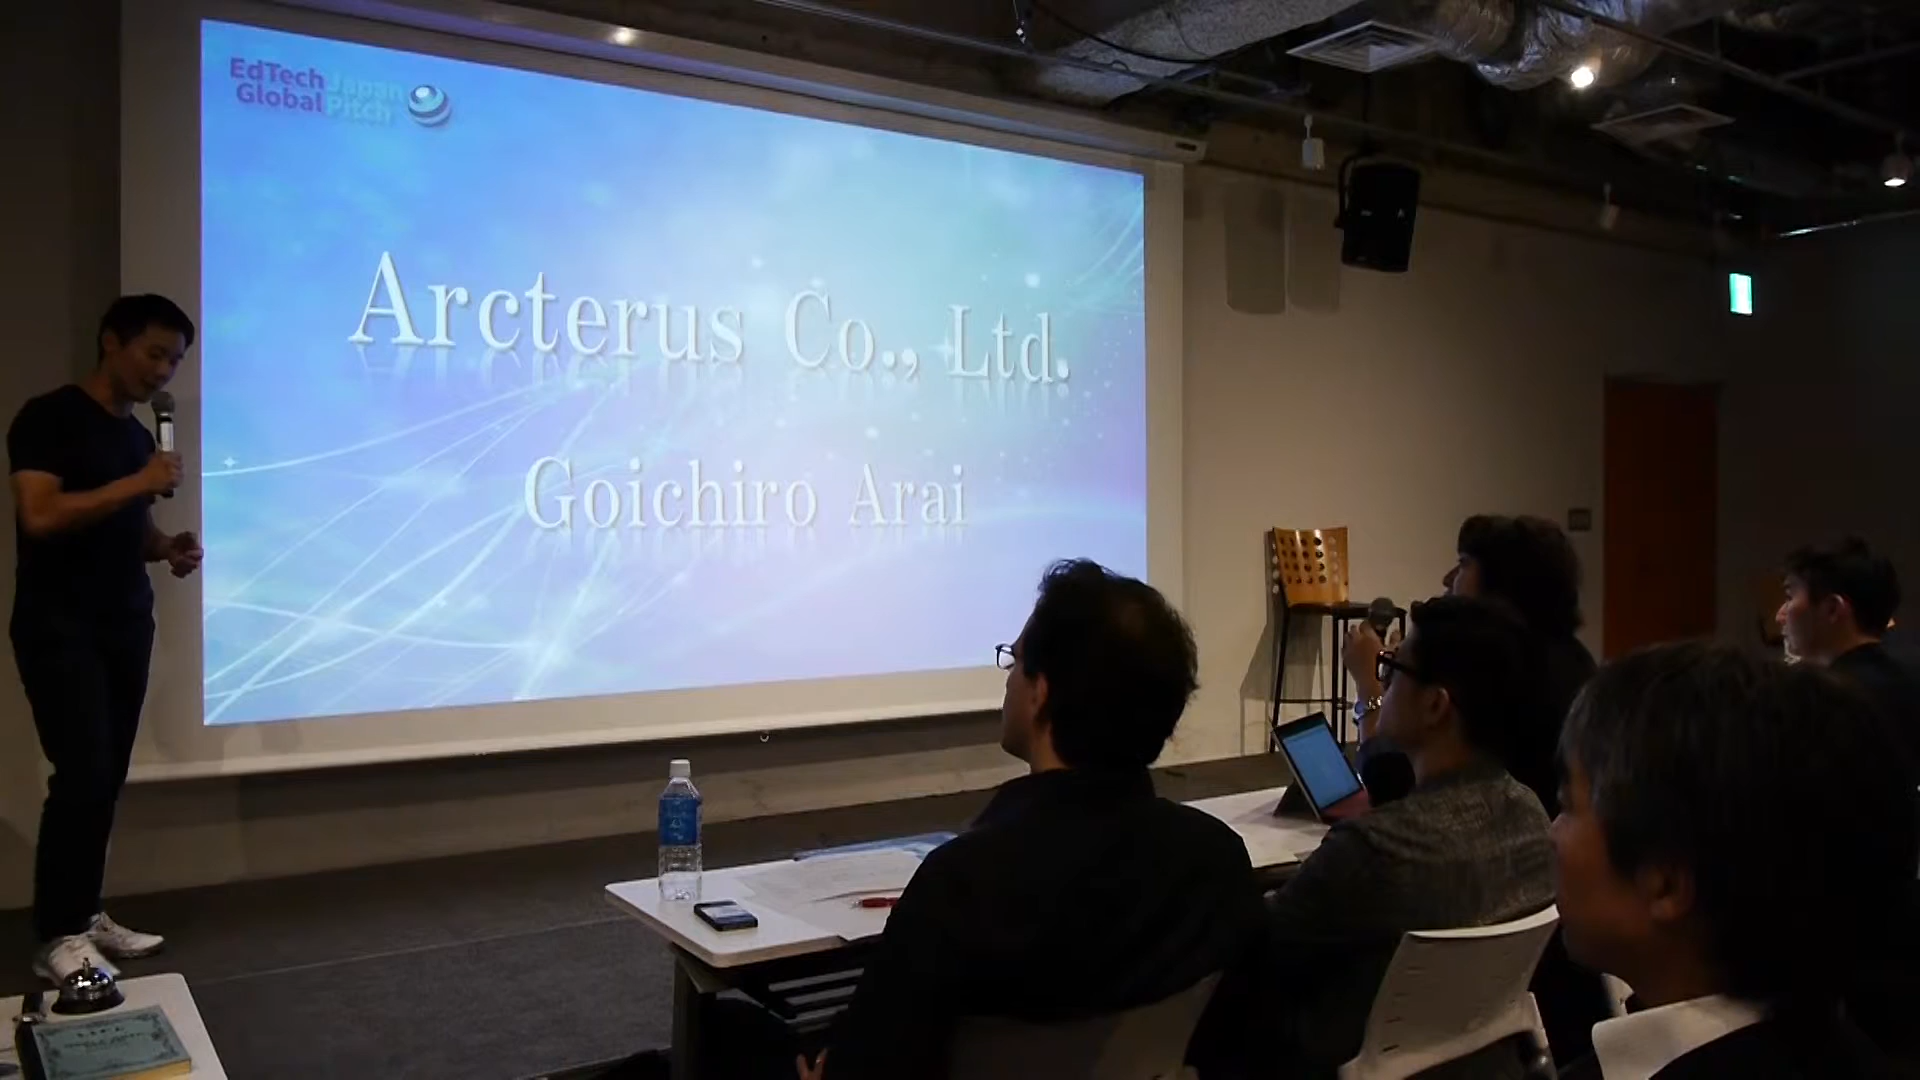 EdTech Japan
Global Pitch
Arcterus Co., Ltd.
Goichiro Arai